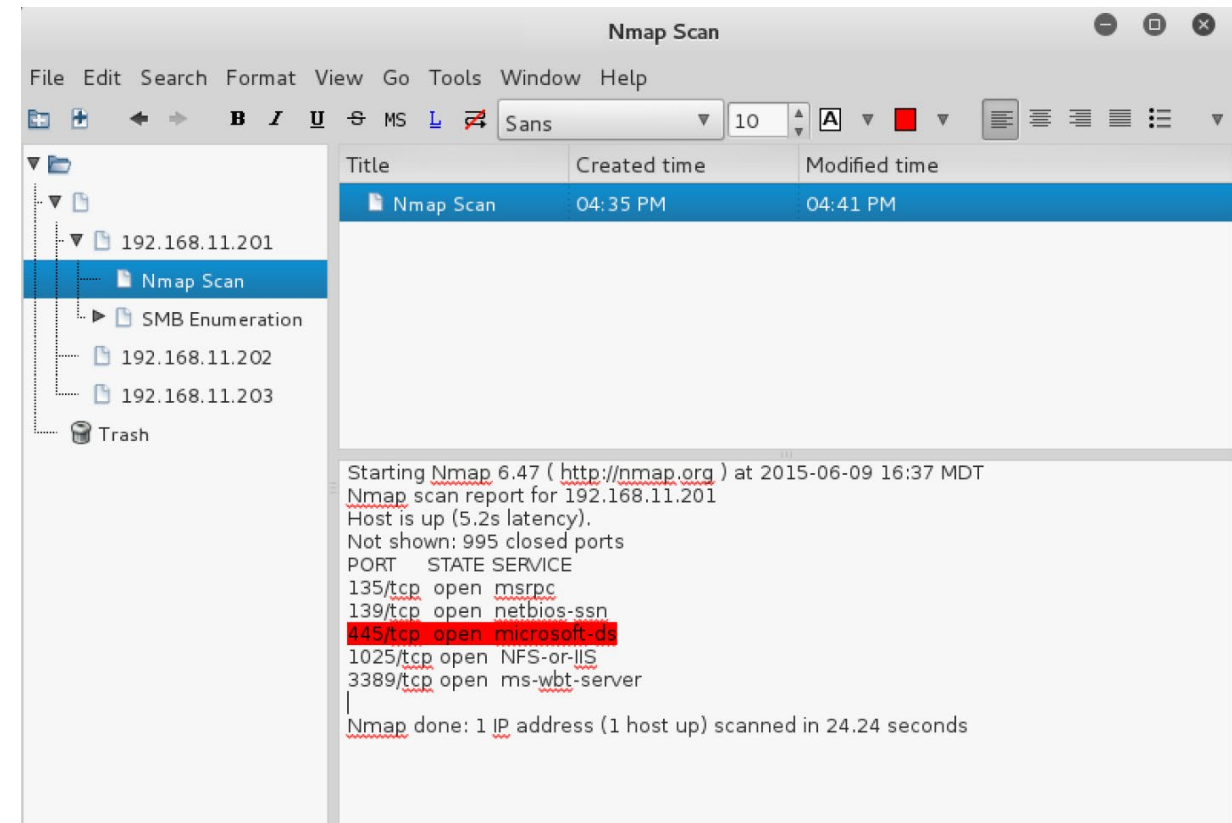 Nmap Scan
File Edit Search Format View Go Tools Window Help
B I U S MS L Sans 10 A
Title Created time Modified time
Nmap Scan 04:35 PM 04:41 PM
192.168.11.201
Nmap Scan
SMB Enumeration
192.168.11.202
192.168.11.203
Trash
Starting Nmap 6.47 ( http://nmap.org ) at 2015-06-09 16:37 MDT
Nmap scan report for 192.168.11.201
Host is up (5.2s latency).
Not shown: 995 closed ports
PORT STATE SERVICE
135/tcp open msrpc
139/tcp open netbios-ssn
445/tcp open microsoft-ds
1025/tcp open NFS-or-IIS
3389/tcp open ms-wbt-server
Nmap done: 1 IP address (1 host up) scanned in 24.24 seconds